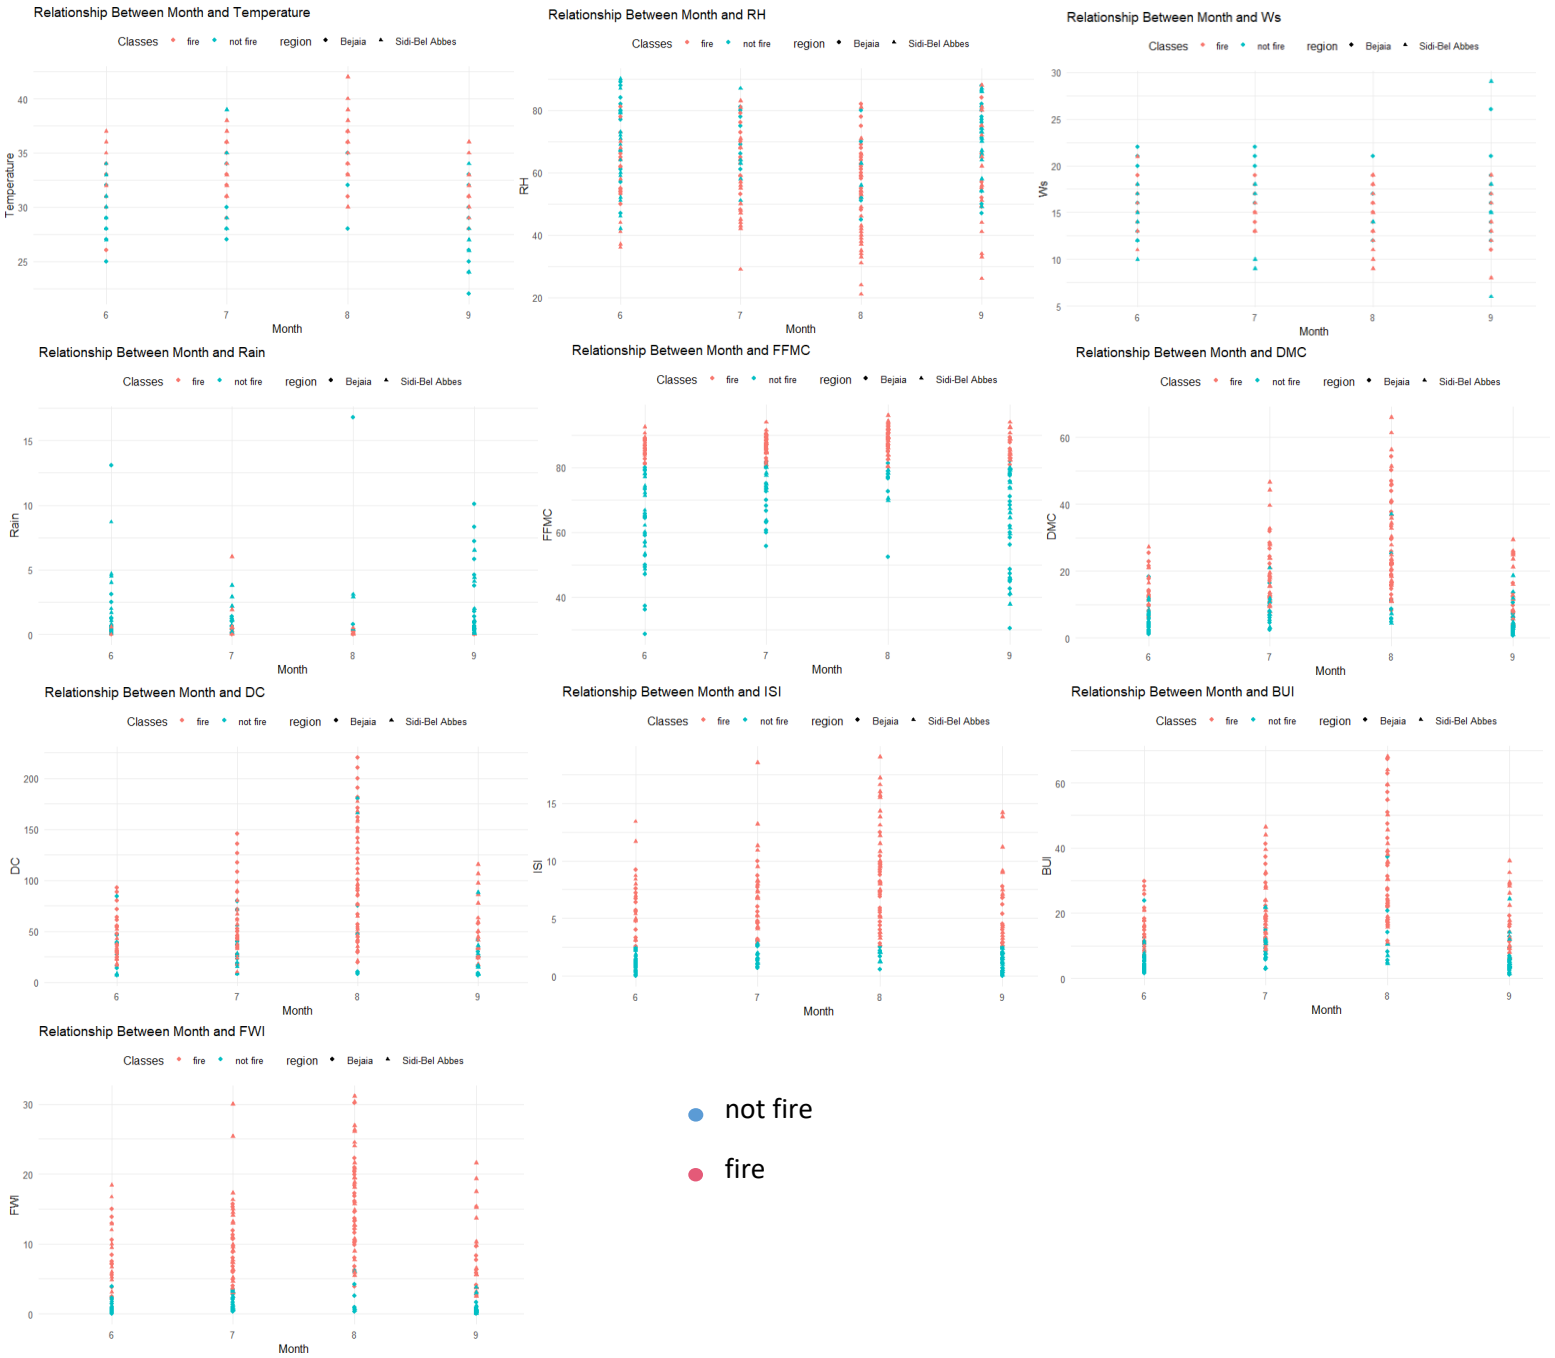 Relationship Between Month and Temperature
Classes fire not fire region Bejaia Sidi-Bel Abbes
Temperature
40
35
30
25
6 7 8 9
Month
Relationship Between Month and RH
Classes fire not fire region Bejaia Sidi-Bel Abbes
RH
80
60
40
20
6 7 8 9
Month
Relationship Between Month and Ws
Classes fire not fire region Bejaia Sidi-Bel Abbes
Ws
30
25
20
15
10
5
6 7 8 9
Month
Relationship Between Month and Rain
Classes fire not fire region Bejaia Sidi-Bel Abbes
Rain
15
10
5
0
6 7 8 9
Month
Relationship Between Month and FFMC
Classes fire not fire region Bejaia Sidi-Bel Abbes
FFMC
80
60
40
6 7 8 9
Month
Relationship Between Month and DMC
Classes fire not fire region Bejaia Sidi-Bel Abbes
DMC
60
40
20
0
6 7 8 9
Month
Relationship Between Month and DC
Classes fire not fire region Bejaia Sidi-Bel Abbes
DC
200
150
100
50
0
6 7 8 9
Month
Relationship Between Month and ISI
Classes fire not fire region Bejaia Sidi-Bel Abbes
ISI
15
10
5
0
6 7 8 9
Month
Relationship Between Month and BUI
Classes fire not fire region Bejaia Sidi-Bel Abbes
BUI
60
40
20
0
6 7 8 9
Month
Relationship Between Month and FWI
Classes fire not fire region Bejaia Sidi-Bel Abbes
FWI
30
20
10
0
6 7 8 9
Month
not fire
fire